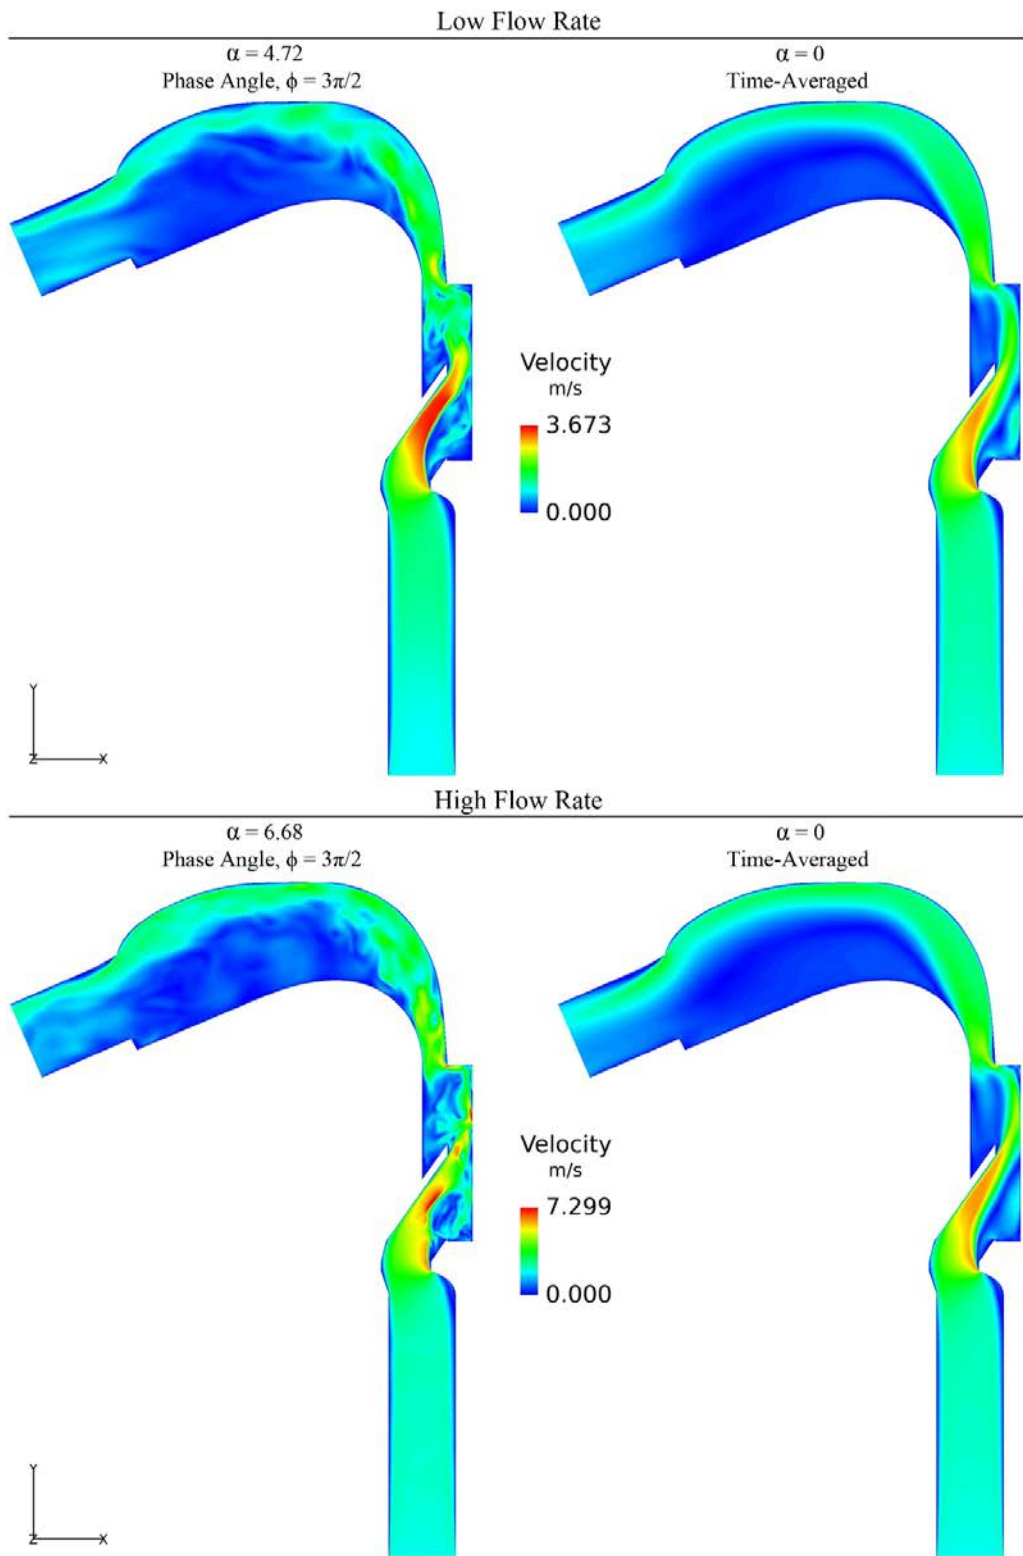 Low Flow Rate
α = 4.72
Phase Angle, ϕ = 3π/2
α = 0
Time-Averaged
Velocity
m/s
3.673
0.000
Y
Z
X
High Flow Rate
α = 6.68
Phase Angle, ϕ = 3π/2
α = 0
Time-Averaged
Velocity
m/s
7.299
0.000
Y
Z
X